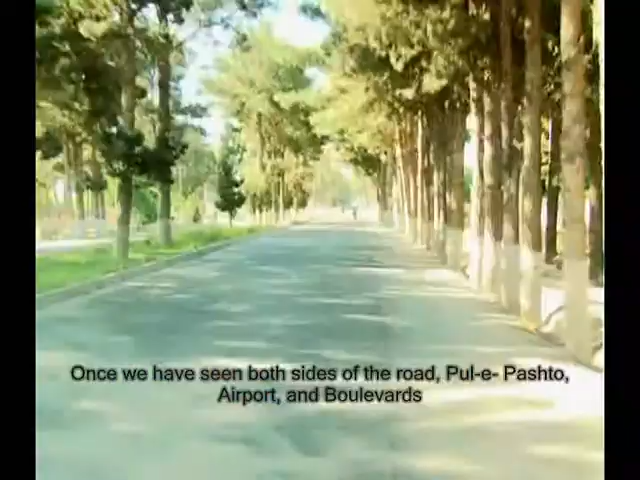 Once we have seen both sides of the road, Pul-e- Pashto,
Airport, and Boulevards